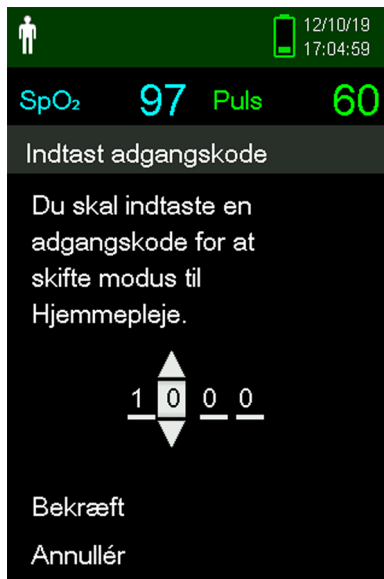 12/10/19
17:04:59
SpO₂ 97 Puls 60
Indtast adgangskode
Du skal indtaste en
adgangskode for at
skifte modus til
Hjemmepleje.
1 0 0 0
Bekræft
Annullér